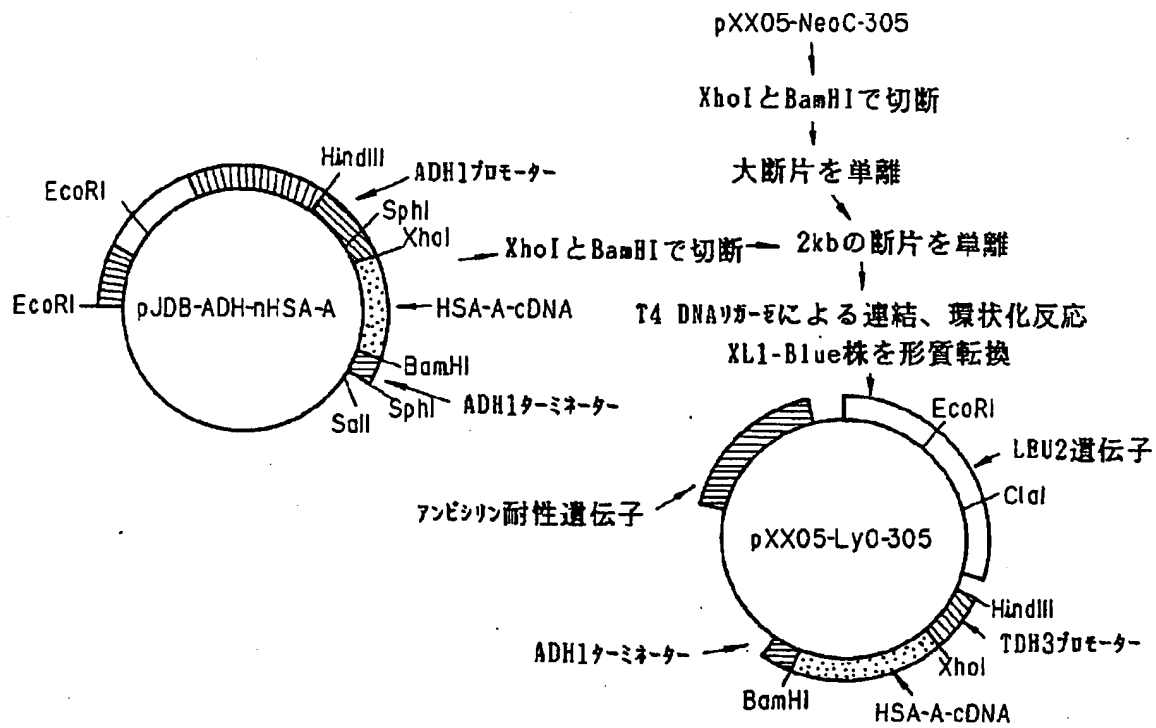 pXX05-NeoC-305
XhoIとBamHIで切断
大断片を単離
HindIII
ADH1プロモーター
EcoRI
SphI
XhoI
XhoIとBamHIで切断
2kbの断片を単離
EcoRI
pJDB-ADH-nHSA-A
HSA-A-cDNA
T4 DNAリガーゼによる連結、環状化反応
XL1-Blue株を形質転換
BamHI
SphI
ADH1ターミネーター
SalI
EcoRI
LEU2遺伝子
ClaI
アンピシリン耐性遺伝子
pXX05-LyO-305
HindIII
TDH3プロモーター
ADH1ターミネーター
XhoI
BamHI
HSA-A-cDNA